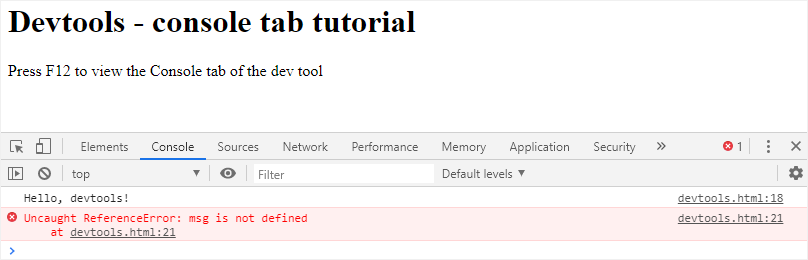 Devtools - console tab tutorial
Press F12 to view the Console tab of the dev tool
Elements Console Sources Network Performance Memory Application Security » 1
top Filter Default levels
Hello, devtools! devtools.html:18
Uncaught ReferenceError: msg is not defined devtools.html:21
at devtools.html:21